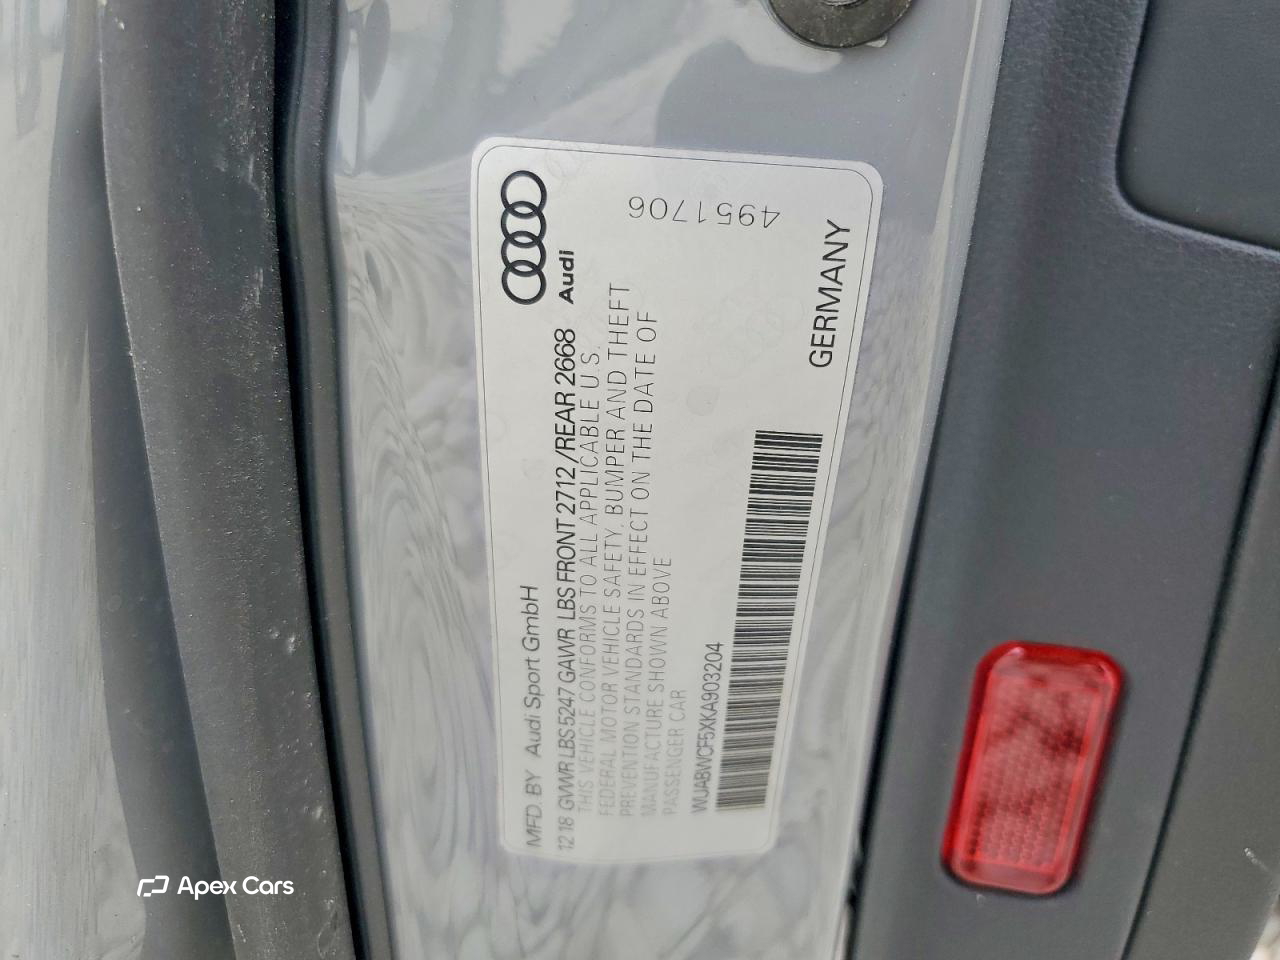 Audi
MFD. BY Audi Sport GmbH
12 18 GVWR LBS 5247 GAWR LBS FRONT 2712 / REAR 2668
THIS VEHICLE CONFORMS TO ALL APPLICABLE U.S.
FEDERAL MOTOR VEHICLE SAFETY, BUMPER AND THEFT
PREVENTION STANDARDS IN EFFECT ON THE DATE OF
MANUFACTURE SHOWN ABOVE
PASSENGER CAR
4951706
WUABWCF5XKA903204
GERMANY
Apex Cars